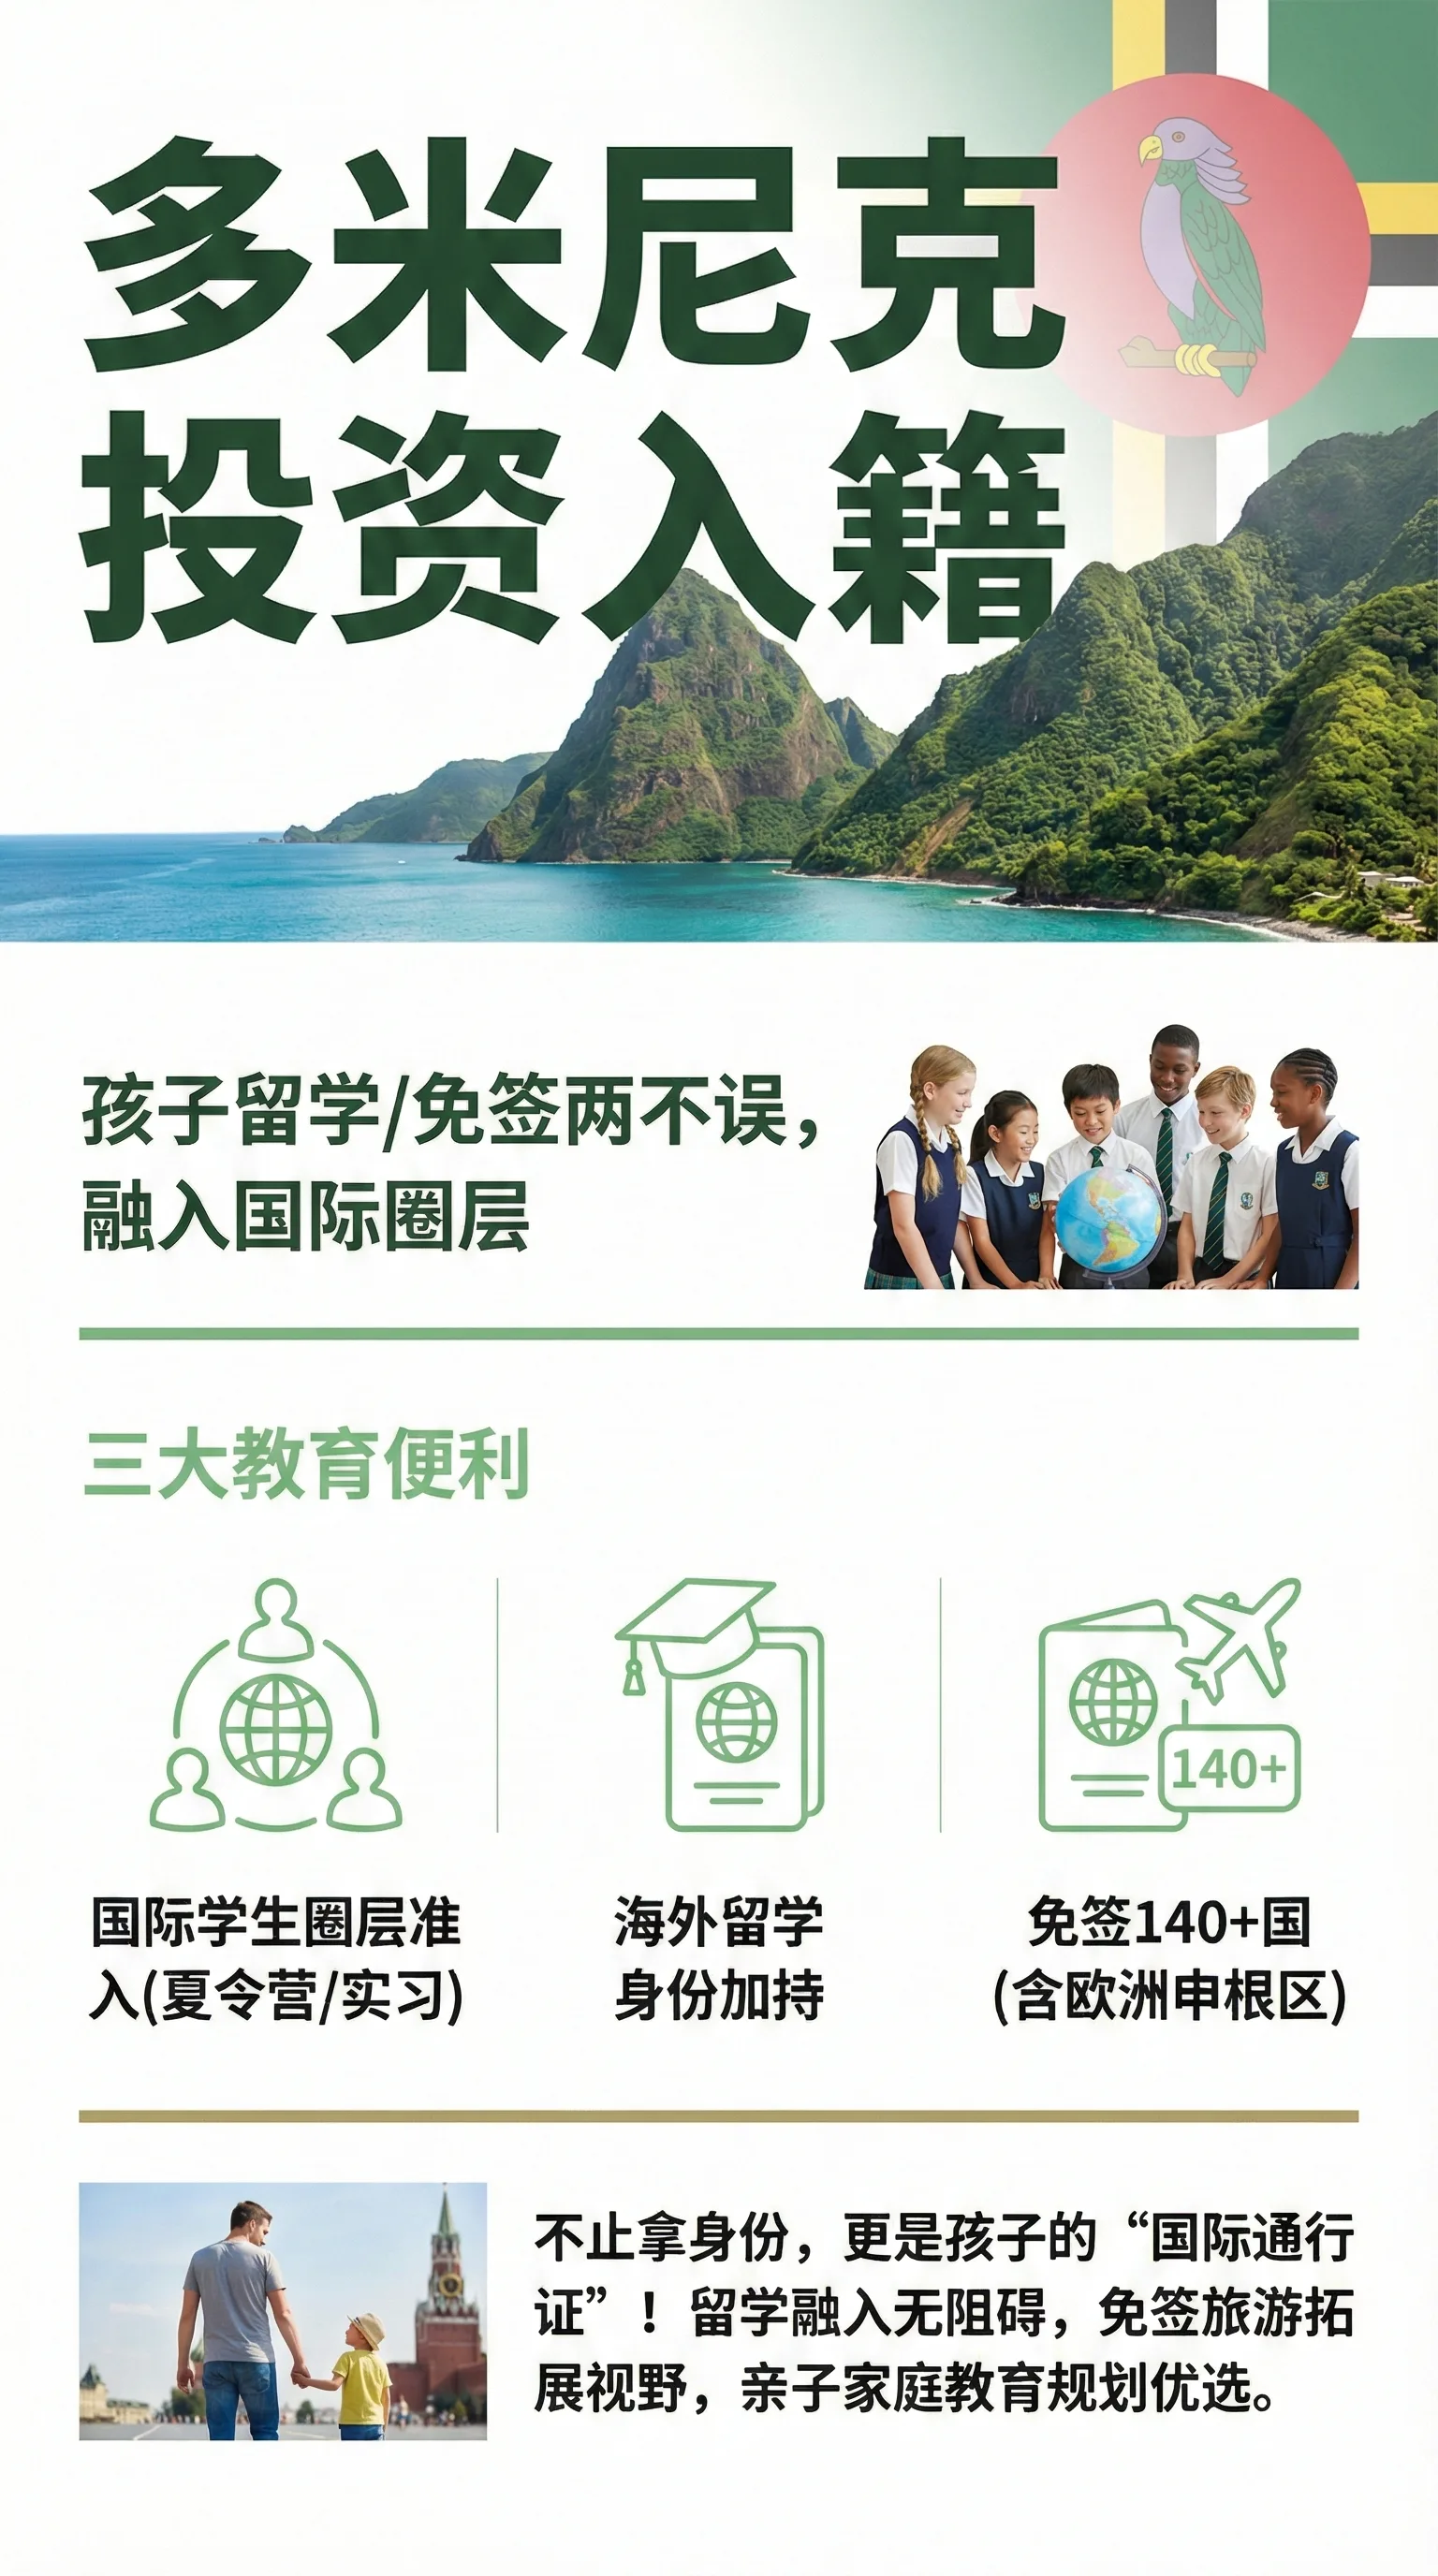 多米尼克
投资入籍
孩子留学/免签两不误，
融入国际圈层
三大教育便利
140+
国际学生圈层准
入(夏令营/实习)
海外留学
身份加持
免签140+国
(含欧洲申根区)
不止拿身份，更是孩子的“国际通行
证”！留学融入无阻碍，免签旅游拓
展视野，亲子家庭教育规划优选。